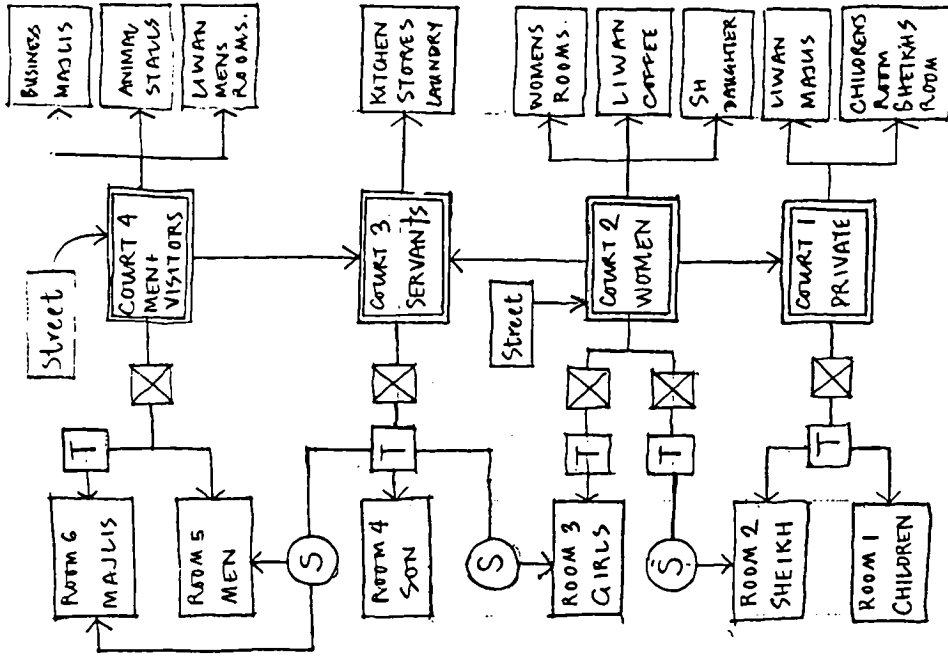 Street
BUSINESS
MAJLIS
ANIMAL
STALLS
LIWAN
MENS
ROOMS.
COURT 4
MEN+
VISITORS
T
ROOM 6
MAJLIS
ROOM 5
MEN
S
KITCHEN
STORES
LAUNDRY
COURT 3
SERVANTS
T
ROOM 4
SON
S
Street
WOMENS
ROOMS.
LIWAN
COFFEE
SH
DAUGHTER
COURT 2
WOMEN
T
T
ROOM 3
GIRLS
S
LIWAN
MAJLIS
CHILDRENS
ROOM
SHEIKHS
ROOM
COURT 1
PRIVATE
T
ROOM 2
SHEIKH
ROOM 1
CHILDREN